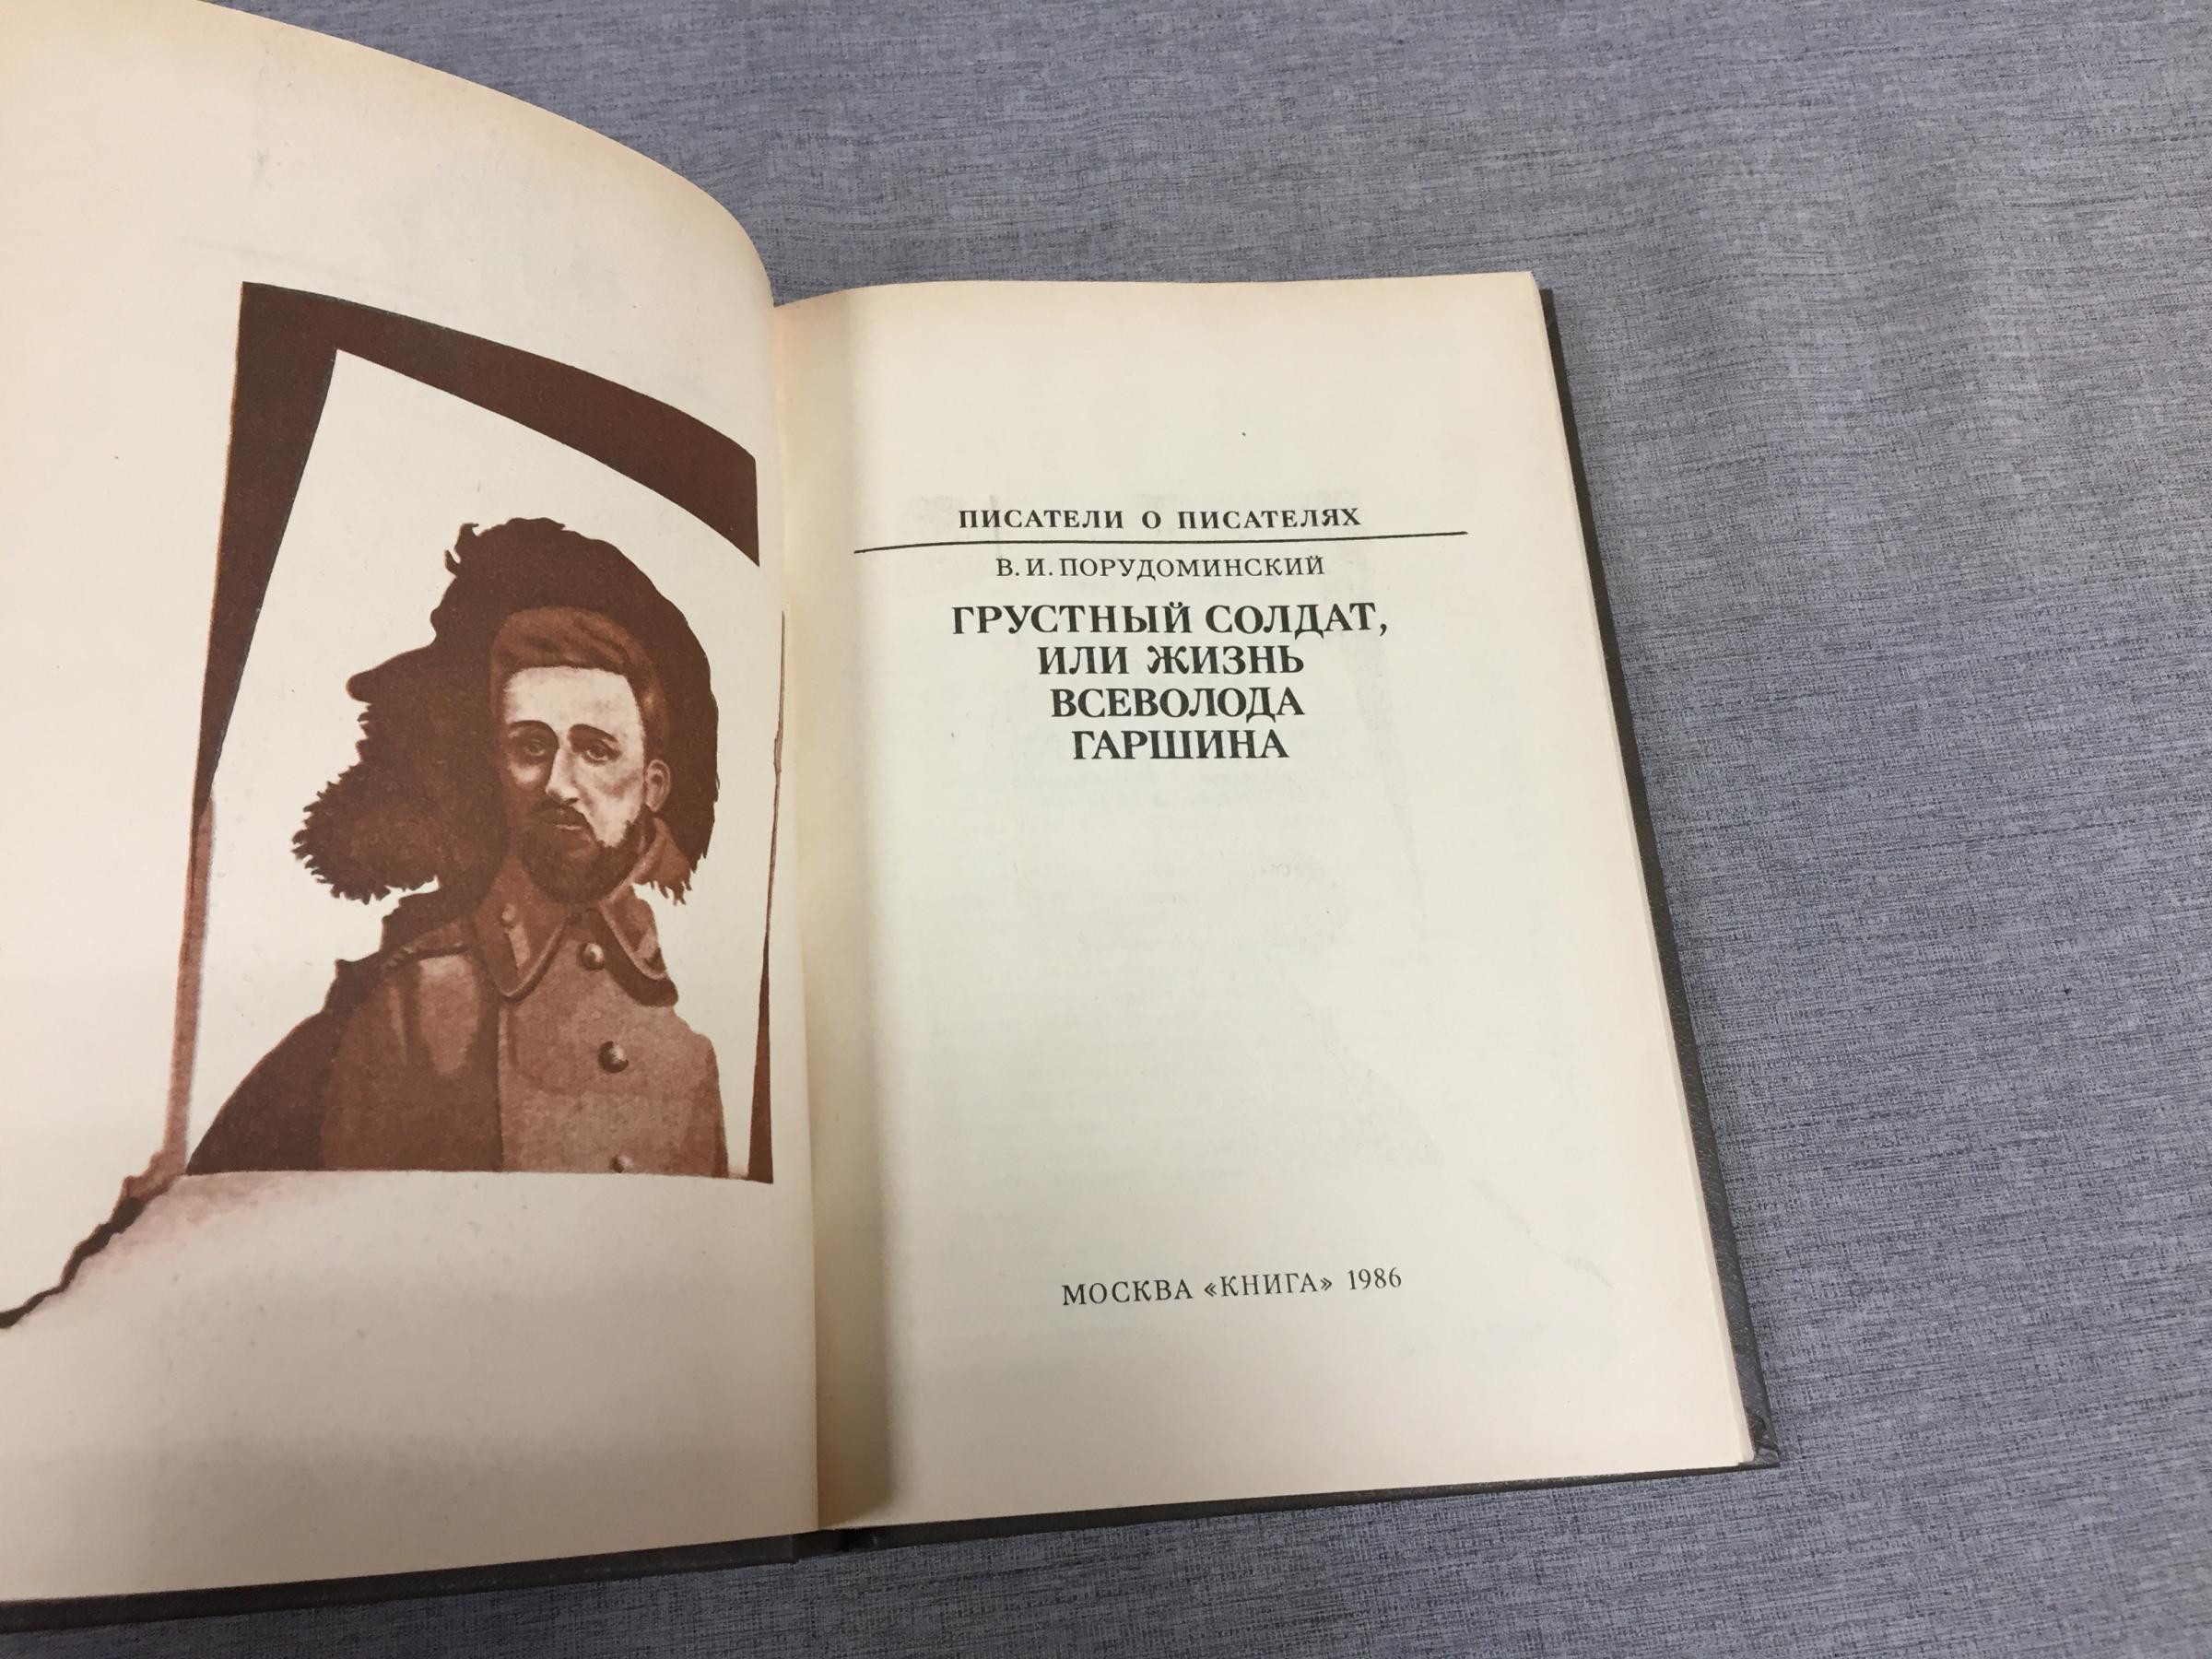 ПИСАТЕЛИ О ПИСАТЕЛЯХ
В. И. ПОРУДОМИНСКИЙ
ГРУСТНЫЙ СОЛДАТ,
ИЛИ ЖИЗНЬ
ВСЕВОЛОДА
ГАРШИНА
МОСКВА «КНИГА» 1986